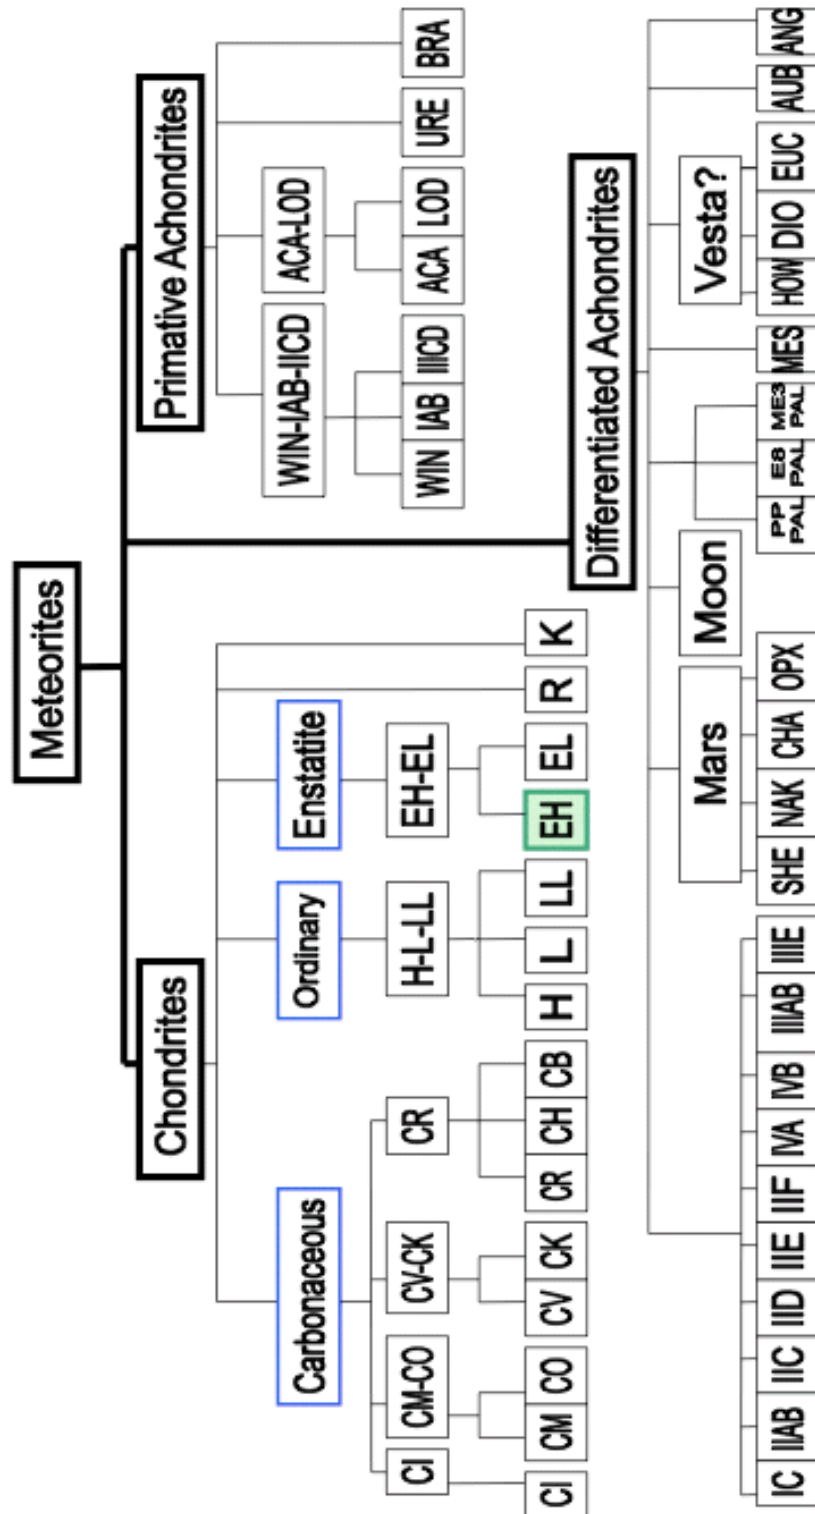 Meteorites
Chondrites
Primative Achondrites
Carbonaceous
Ordinary
Enstatite
WIN-IAB-IICD
ACA-LOD
CI
CM-CO
CV-CK
CR
H-L-LL
EH-EL
WIN
IAB
IIICD
ACA
LOD
URE
BRA
CI
CM
CO
CV
CK
CR
CH
CB
H
L
LL
EH
EL
R
K
Differentiated Achondrites
Mars
Moon
Vesta?
IC
IIAB
IIC
IID
IIE
IIF
IVA
IVB
IIIAB
IIIE
SHE
NAK
CHA
OPX
PP
PAL
E8
PAL
ME3
PAL
MES
HOW
DIO
EUC
AUB
ANG